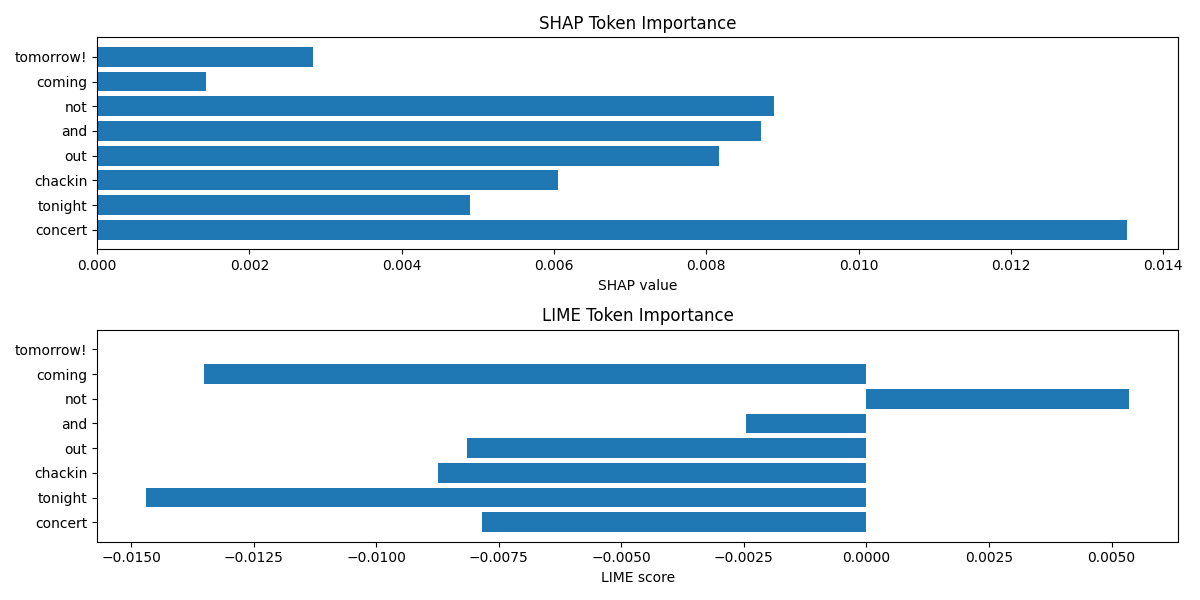 SHAP Token Importance
tomorrow!
coming
not
and
out
chackin
tonight
concert
0.000 0.002 0.004 0.006 0.008 0.010 0.012 0.014
SHAP value
LIME Token Importance
tomorrow!
coming
not
and
out
chackin
tonight
concert
−0.0150 −0.0125 −0.0100 −0.0075 −0.0050 −0.0025 0.0000 0.0025 0.0050
LIME score